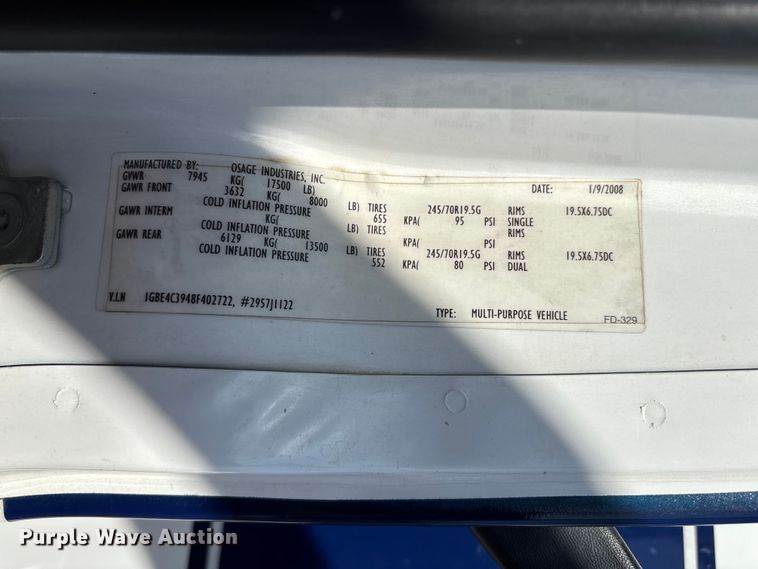 MANUFACTURED BY: OSAGE INDUSTRIES, INC. DATE: 1/9/2008
GVWR 7945 KG( 17500 LB)
GAWR FRONT 3632 KG( 8000 LB) TIRES 245/70R19.5G RIMS 19.5X6.75DC
COLD INFLATION PRESSURE 655 KPA( 95 PSI SINGLE
GAWR INTERM KG( LB) TIRES RIMS
COLD INFLATION PRESSURE KPA( PSI
GAWR REAR 6129 KG( 13500 LB) TIRES 245/70R19.5G RIMS 19.5X6.75DC
COLD INFLATION PRESSURE 552 KPA( 80 PSI DUAL
V.I.N 1GBE4C3948F402722, #2957J1122
TYPE: MULTI-PURPOSE VEHICLE
FD-329
Purple Wave Auction